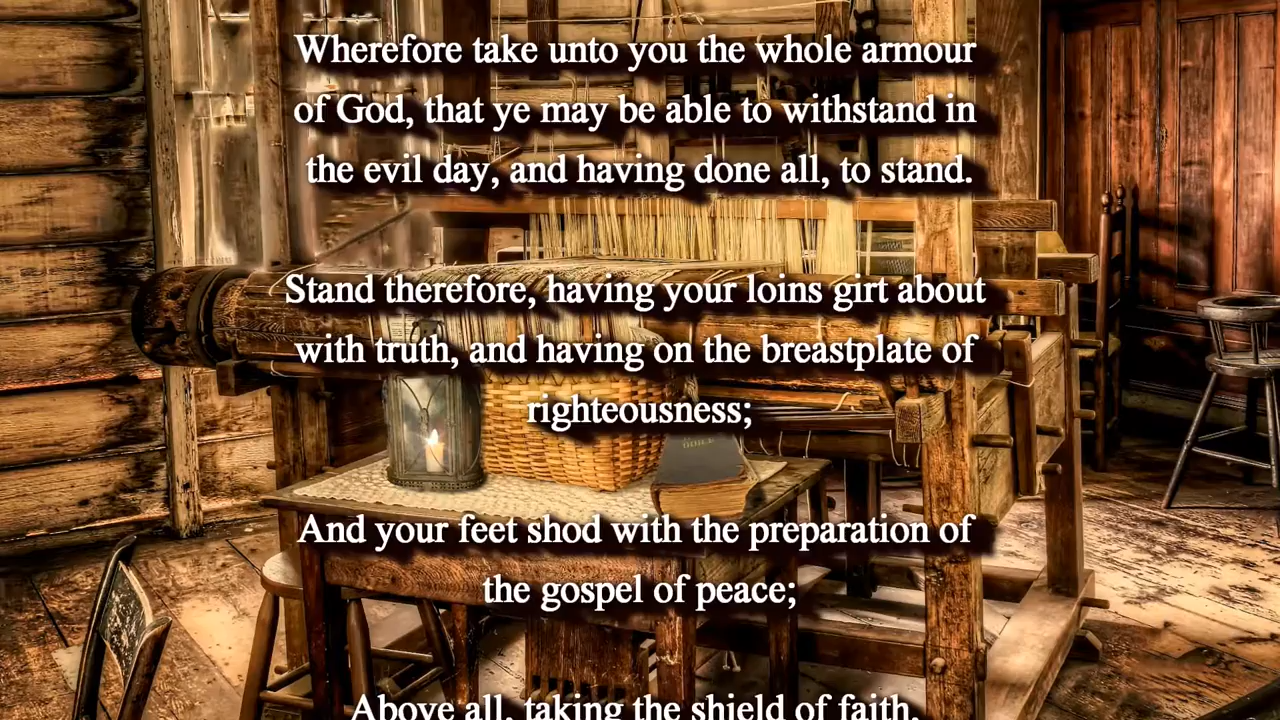 Wherefore take unto you the whole armour
of God, that ye may be able to withstand in
the evil day, and having done all, to stand.
Stand therefore, having your loins girt about
with truth, and having on the breastplate of
righteousness;
And your feet shod with the preparation of
the gospel of peace;
Above all, taking the shield of faith,